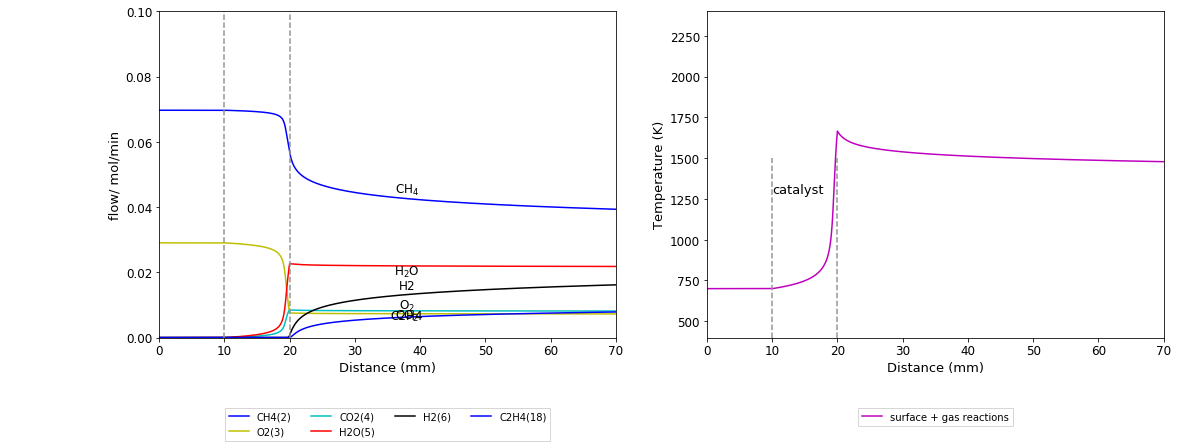 0.10
0.08
0.06
0.04
0.02
0.00
flow/ mol/min
CH4
H2O
H2
O2
C2H4
0 10 20 30 40 50 60 70
Distance (mm)
CH4(2) CO2(4) H2(6) C2H4(18)
O2(3) H2O(5)
2250
2000
1750
1500
1250
1000
750
500
Temperature (K)
catalyst
0 10 20 30 40 50 60 70
Distance (mm)
surface + gas reactions